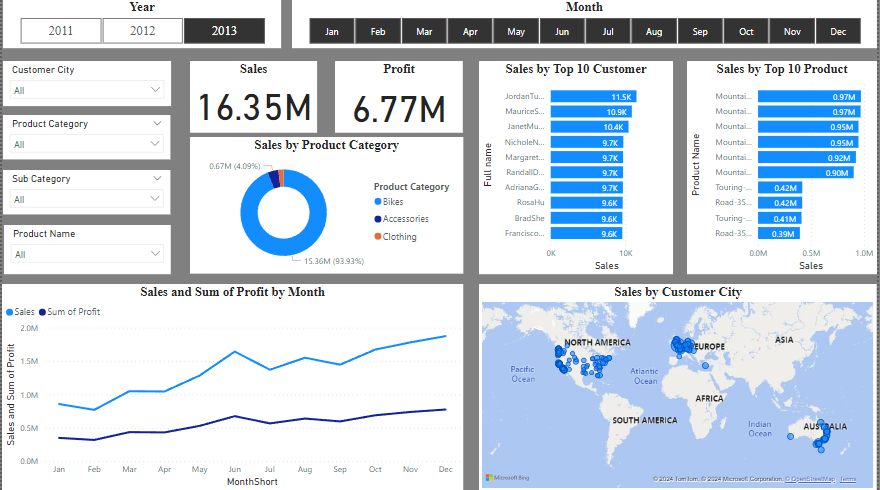 Year
Month
2011 2012 2013
Jan Feb Mar Apr May Jun Jul Aug Sep Oct Nov Dec
Customer City
All
Product Category
All
Sub Category
All
Product Name
All
Sales
16.35M
Profit
6.77M
Sales by Product Category
0.67M (4.09%)
15.36M (93.93%)
Product Category
Bikes
Accessories
Clothing
Sales by Top 10 Customer
Full name
JordanTu... 11.5K
MauriceS... 10.9K
JanetMu... 10.4K
NicholeN... 9.7K
Margaret... 9.7K
RandallD... 9.7K
AdrianaG... 9.7K
RosaHu 9.6K
BradShe 9.6K
Francisco... 9.6K
0K 10K
Sales
Sales by Top 10 Product
Product Name
Mountai... 0.97M
Mountai... 0.97M
Mountai... 0.95M
Mountai... 0.95M
Mountai... 0.92M
Mountai... 0.90M
Touring-... 0.42M
Road-35... 0.42M
Touring-... 0.41M
Road-35... 0.39M
0.0M 0.5M 1.0M
Sales
Sales and Sum of Profit by Month
Sales Sum of Profit
Sales and Sum of Profit
2.0M
1.5M
1.0M
0.5M
0.0M
Jan Feb Mar Apr May Jun Jul Aug Sep Oct Nov Dec
MonthShort
Sales by Customer City
NORTH AMERICA
EUROPE
ASIA
Pacific
Ocean
Atlantic
Ocean
AFRICA
SOUTH AMERICA
Indian
Ocean
AUSTRALIA
Microsoft Bing
© 2024 TomTom, © 2024 Microsoft Corporation, © OpenStreetMap Terms